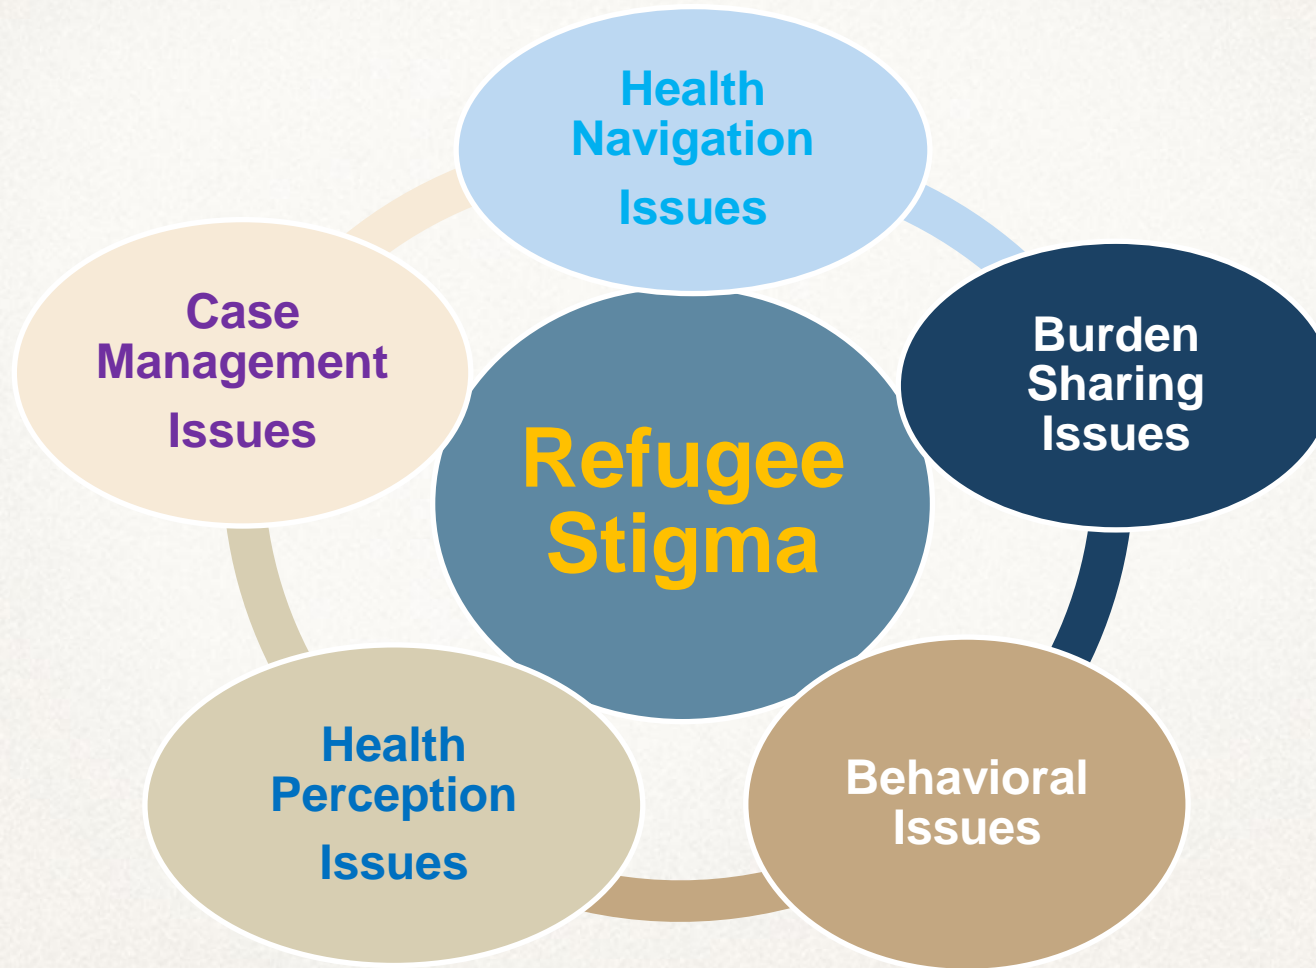 Health
Navigation
Issues
Burden
Sharing
Issues
Behavioral
Issues
Health
Perception
Issues
Case
Management
Issues
Refugee
Stigma